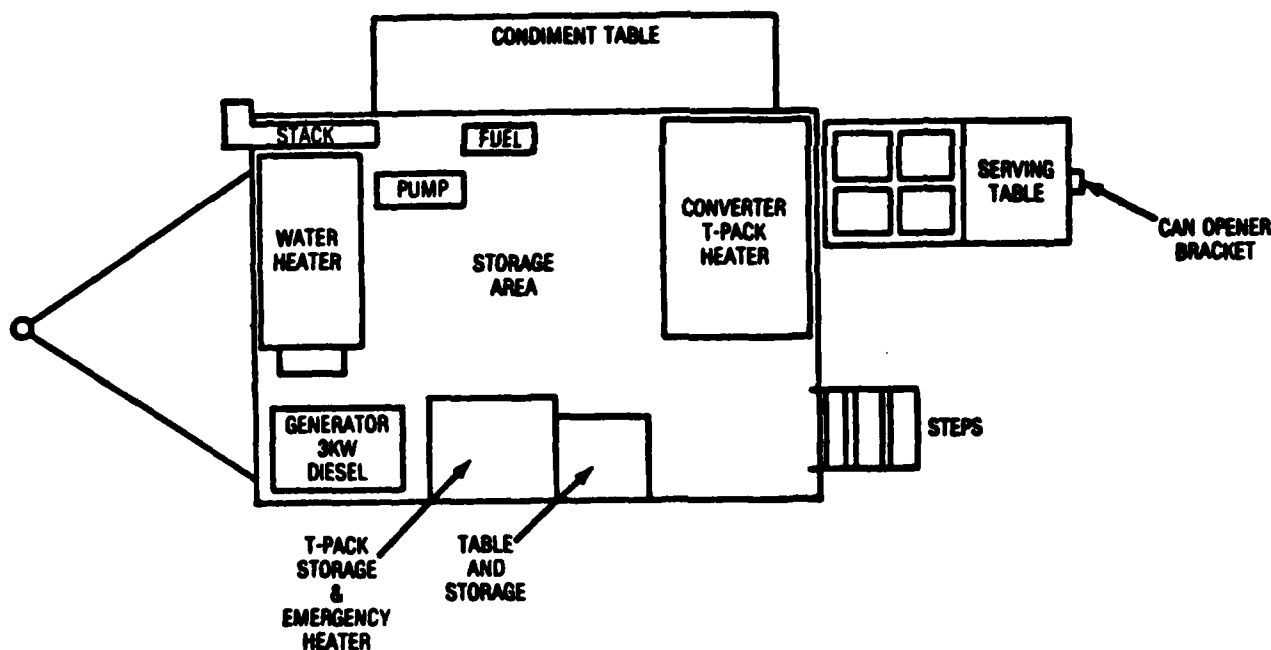 CONDIMENT TABLE
STACK
FUEL
PUMP
WATER
HEATER
STORAGE
AREA
CONVERTER
T-PACK
HEATER
SERVING
TABLE
CAN OPENER
BRACKET
GENERATOR
3KW
DIESEL
STEPS
T-PACK
STORAGE
&
EMERGENCY
HEATER
TABLE
AND
STORAGE